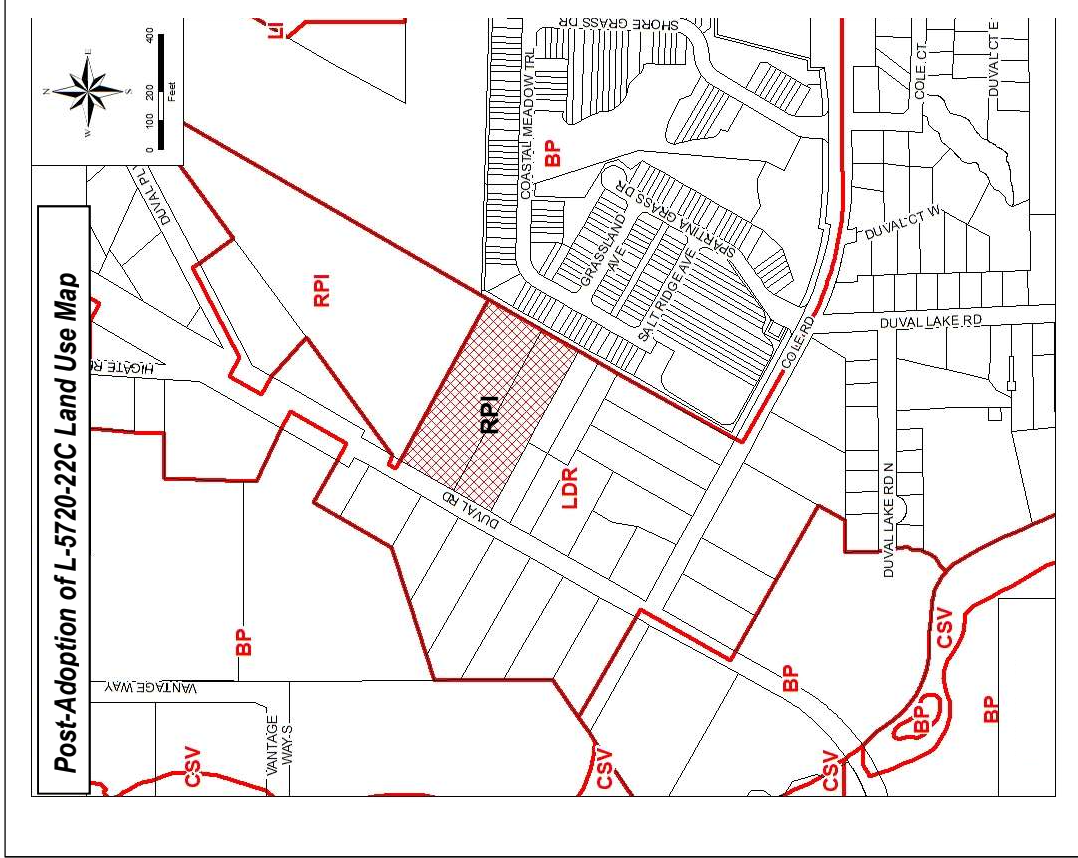 Post-Adoption of L-5720-22C Land Use Map
N
E
S
W
0 100 200 400
Feet
LI
DUVAL PL
HIGATE RD
RPI
RPI
DUVAL RD
LDR
BP
VANTAGE WAY
VANTAGE
WAY-S
CSV
CSV
CSV
CSV
BP
BP
BP
BP
COASTAL MEADOW TRL
SHORE GRASS DR
GRASSLAND
AVE
SPARTINA GRASS DR
SALT RIDGE AVE
COLE RD
COLE CT
DUVAL CT E
DUVAL CT W
DUVAL LAKE RD
DUVAL LAKE RD N